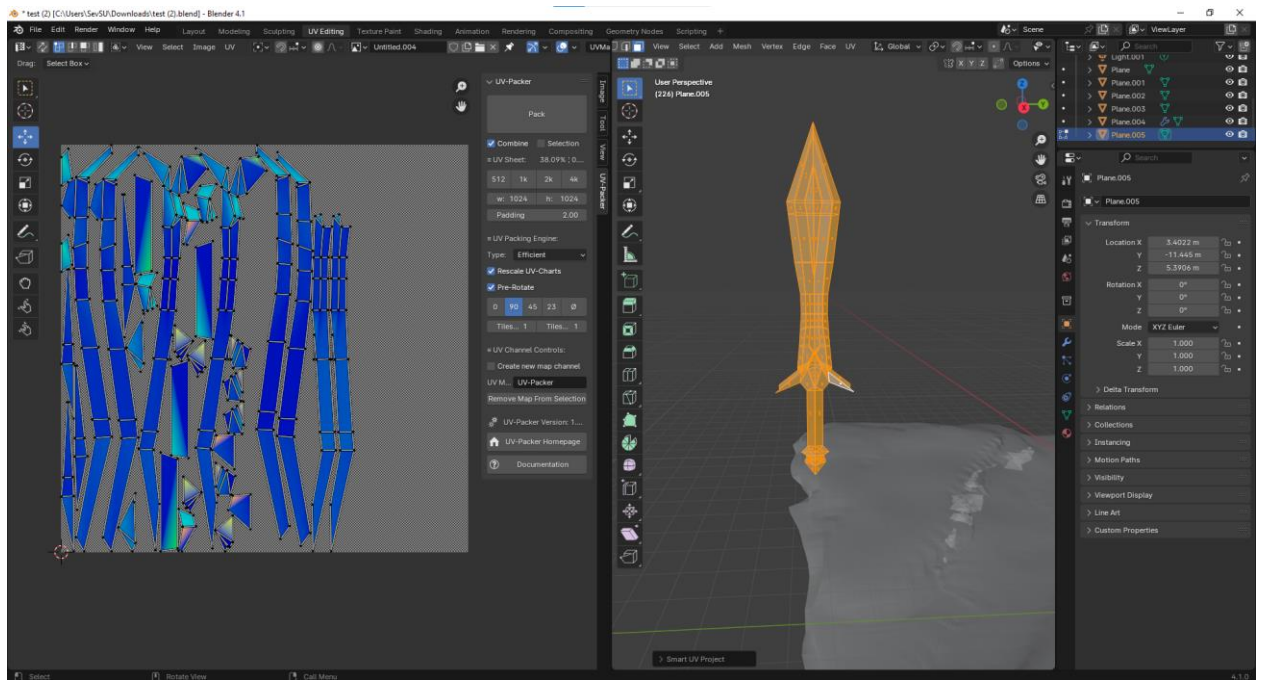 * test (2) [C:\Users\SevSU\Downloads\test (2).blend] - Blender 4.1
File Edit Render Window Help Layout Modeling Sculpting UV Editing Texture Paint Shading Animation Rendering Compositing Geometry Nodes Scripting + Scene ViewLayer
View Select Image UV Untitled.004 UVMa View Select Add Mesh Vertex Edge Face UV Global Search
Drag: Select Box X Y Z Options
Light.001
Plane
Plane.001
Plane.002
Plane.003
Plane.004
Plane.005
User Perspective
(226) Plane.005
UV-Packer
Pack
Combine Selection
UV Sheet: 38.09% ¦ 0....
512 1k 2k 4k
w: 1024 h: 1024
Padding 2.00
UV Packing Engine:
Type: Efficient
Rescale UV-Charts
Pre-Rotate
0 90 45 23 Ø
Tiles... 1 Tiles... 1
UV Channel Controls:
Create new map channel
UV M... UV-Packer
Remove Map From Selection
UV-Packer Version: 1....
UV-Packer Homepage
Documentation
Image
Tool
View
UV-Packer
Smart UV Project
Search
Plane.005
Plane.005
Transform
Location X 3.4022 m
Y -11.445 m
Z 5.3906 m
Rotation X 0°
Y 0°
Z 0°
Mode XYZ Euler
Scale X 1.000
Y 1.000
Z 1.000
Delta Transform
Relations
Collections
Instancing
Motion Paths
Visibility
Viewport Display
Line Art
Custom Properties
Select Rotate View Call Menu 4.1.0